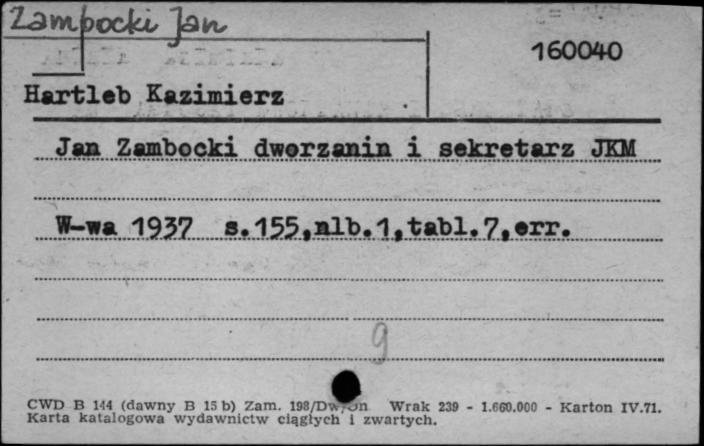 Zambocki Jan
160040
Hartleb Kazimierz
Jan Zambocki dworzanin i sekretarz JKM
W-wa 1937 s.155,nlb.1,tabl.7,err.
9
CWD B 144 (dawny B 15 b) Zam. 198/Dw/Dn Wrak 239 - 1.660.000 - Karton IV.71.
Karta katalogowa wydawnictw ciągłych i zwartych.